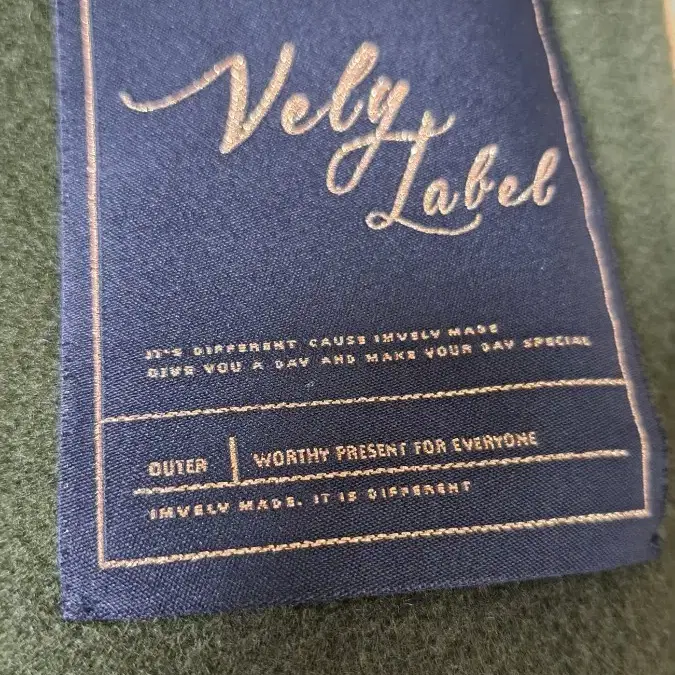 Vely
Label
IT'S DIFFERENT CAUSE IMVELY MADE
GIVE YOU A DAY AND MAKE YOUR DAY SPECIAL
OUTER | WORTHY PRESENT FOR EVERYONE
IMVELY MADE. IT IS DIFFERENT